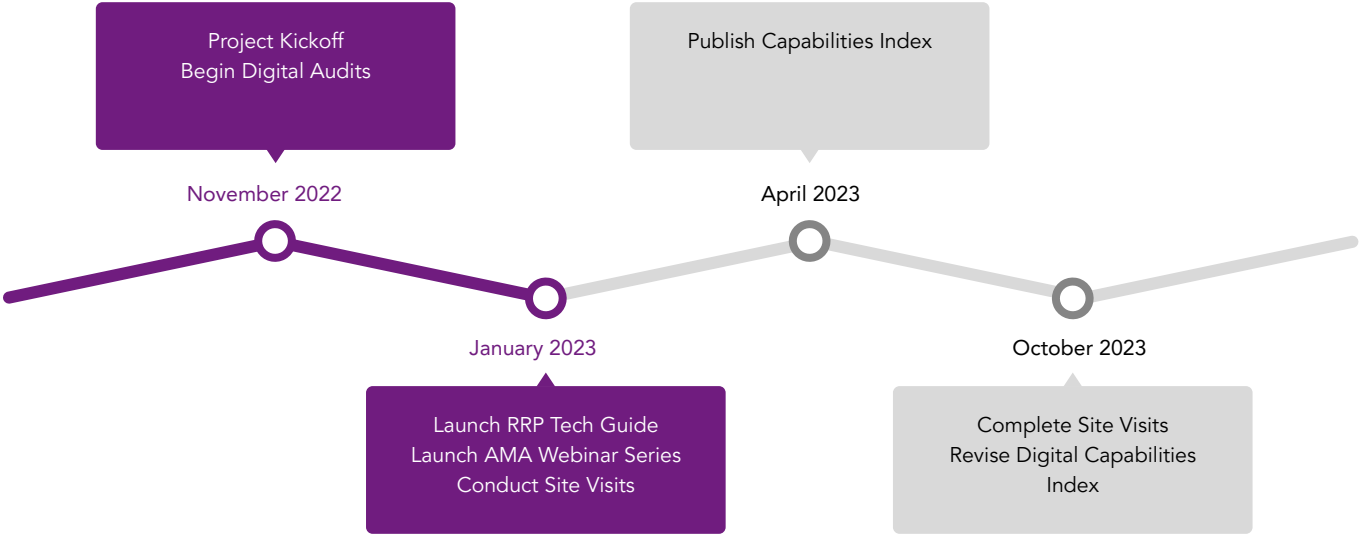 Project Kickoff
Begin Digital Audits
November 2022
January 2023
Launch RRP Tech Guide
Launch AMA Webinar Series
Conduct Site Visits
Publish Capabilities Index
April 2023
October 2023
Complete Site Visits
Revise Digital Capabilities
Index